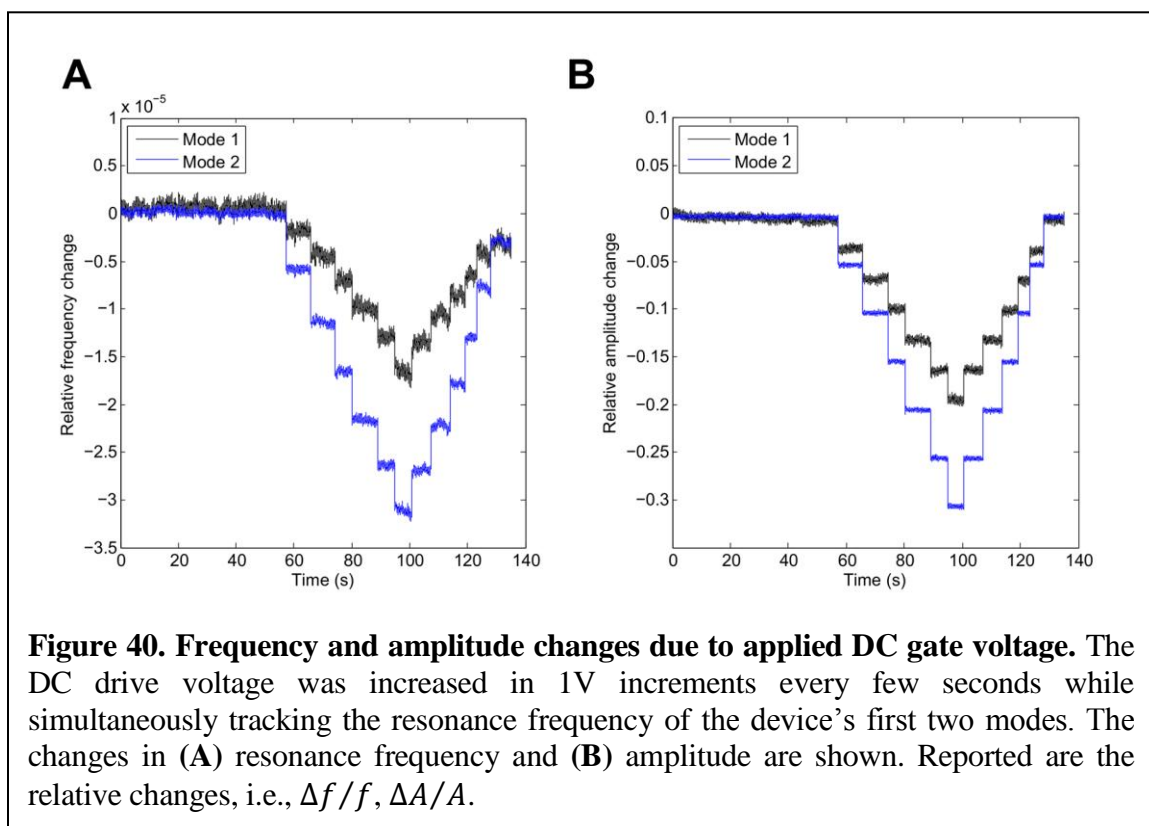 A
B
× 10⁻⁵
Mode 1
Mode 2
1
0.5
0
−0.5
−1
−1.5
−2
−2.5
−3
−3.5
Relative frequency change
0 20 40 60 80 100 120 140
Time (s)
Mode 1
Mode 2
0.1
0.05
0
−0.05
−0.1
−0.15
−0.2
−0.25
−0.3
Relative amplitude change
0 20 40 60 80 100 120 140
Time (s)
Figure 40. Frequency and amplitude changes due to applied DC gate voltage. The
DC drive voltage was increased in 1V increments every few seconds while
simultaneously tracking the resonance frequency of the device’s first two modes. The
changes in (A) resonance frequency and (B) amplitude are shown. Reported are the
relative changes, i.e., Δf/f, ΔA/A.